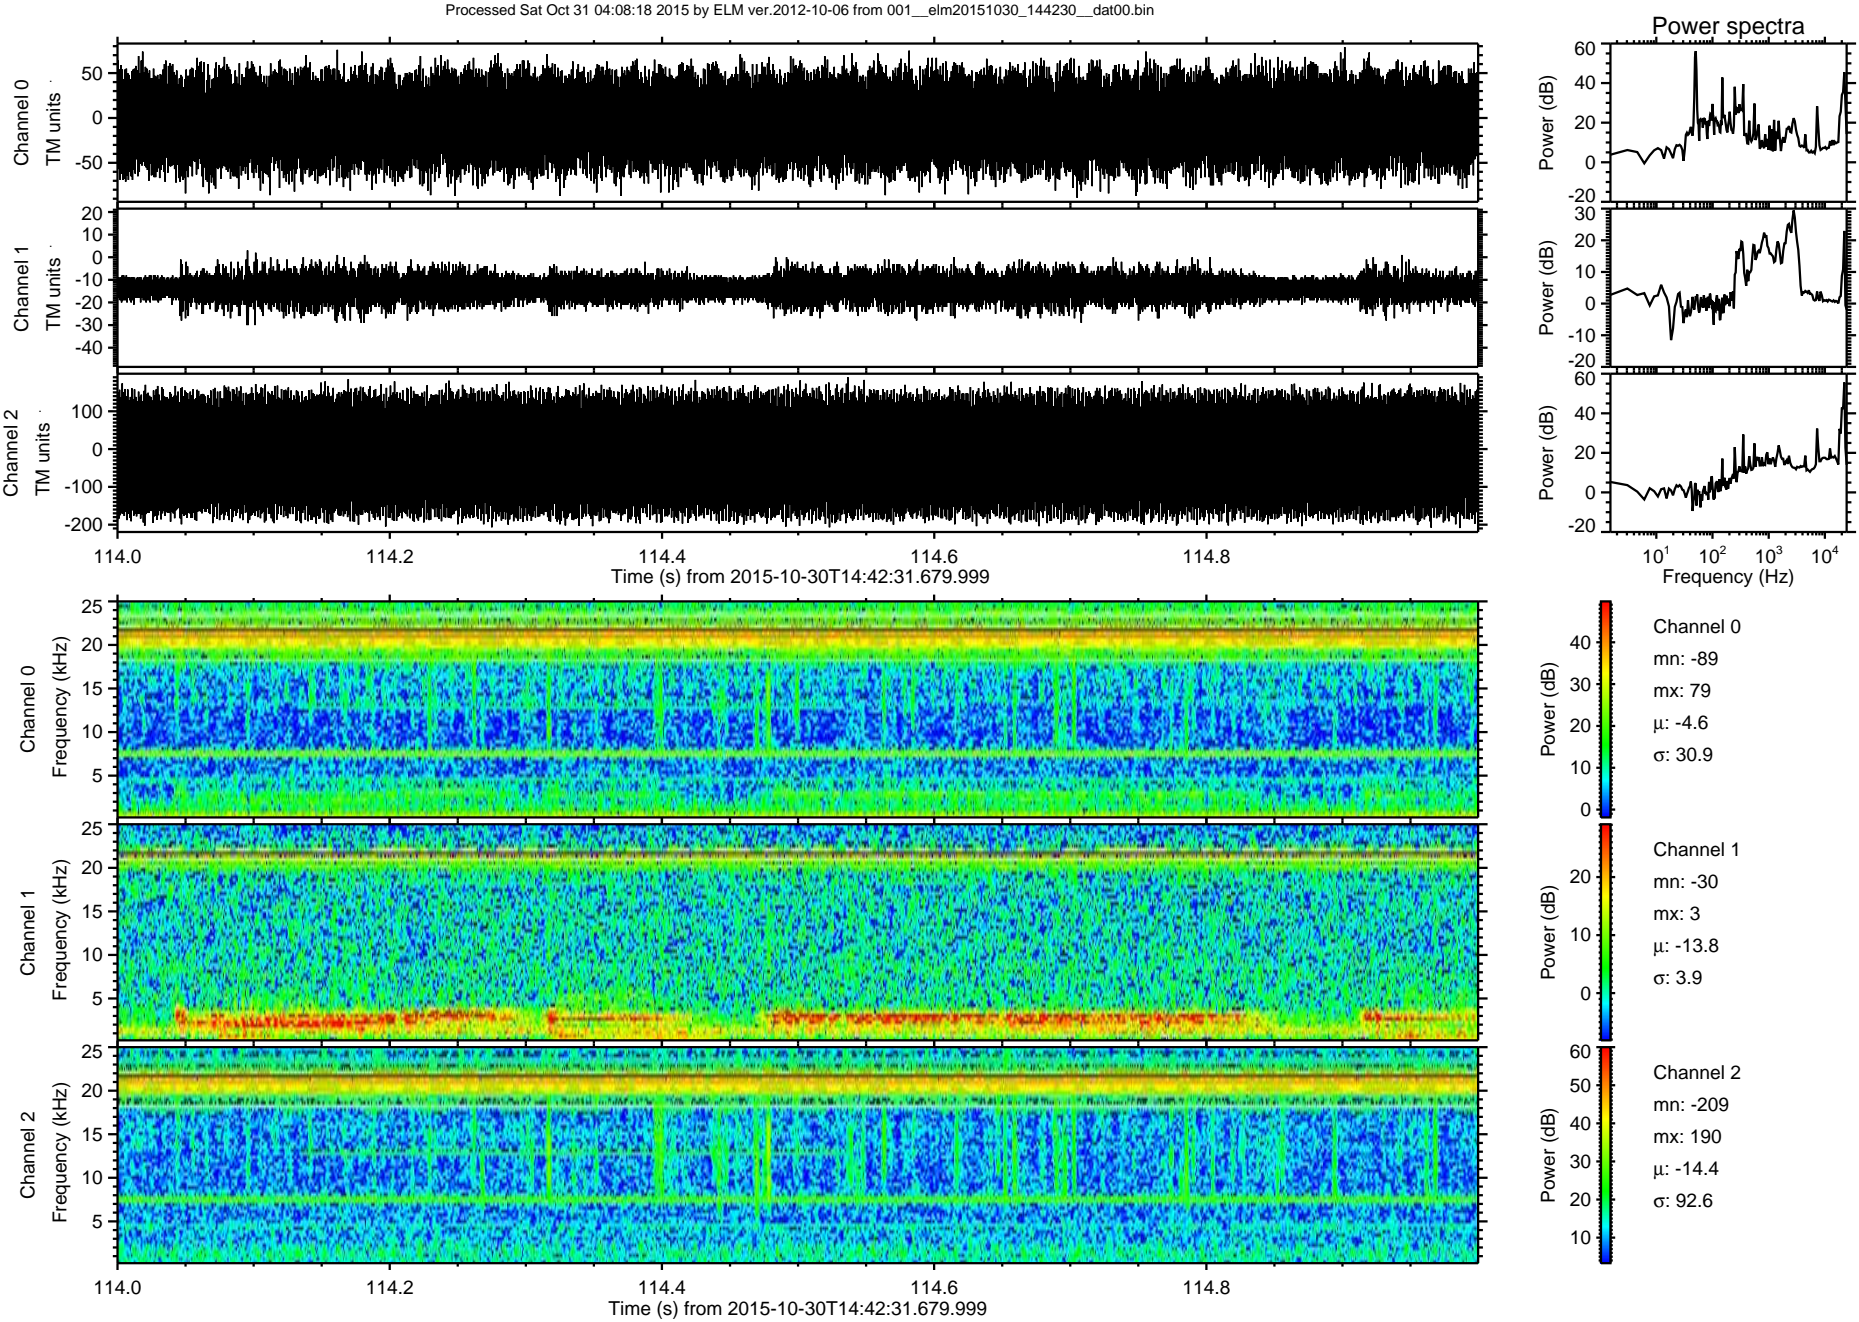 Processed Sat Oct 31 04:08:18 2015 by ELM ver.2012-10-06 from 001__elm20151030_144230__dat00.bin
Power spectra
Channel 0
TM units
50
0
-50
Power (dB)
60
40
20
0
-20
Channel 1
TM units
20
10
0
-10
-20
-30
-40
Power (dB)
30
20
10
0
-10
-20
Channel 2
TM units
100
0
-100
-200
Power (dB)
60
40
20
0
-20
114.0 114.2 114.4 114.6 114.8
Time (s) from 2015-10-30T14:42:31.679.999
10^1 10^2 10^3 10^4
Frequency (Hz)
Channel 0
Frequency (kHz)
25
20
15
10
5
Power (dB)
40
30
20
10
0
Channel 0
mn: -89
mx: 79
μ: -4.6
σ: 30.9
Channel 1
Frequency (kHz)
25
20
15
10
5
Power (dB)
20
10
0
Channel 1
mn: -30
mx: 3
μ: -13.8
σ: 3.9
Channel 2
Frequency (kHz)
25
20
15
10
5
Power (dB)
60
50
40
30
20
10
Channel 2
mn: -209
mx: 190
μ: -14.4
σ: 92.6
114.0 114.2 114.4 114.6 114.8
Time (s) from 2015-10-30T14:42:31.679.999